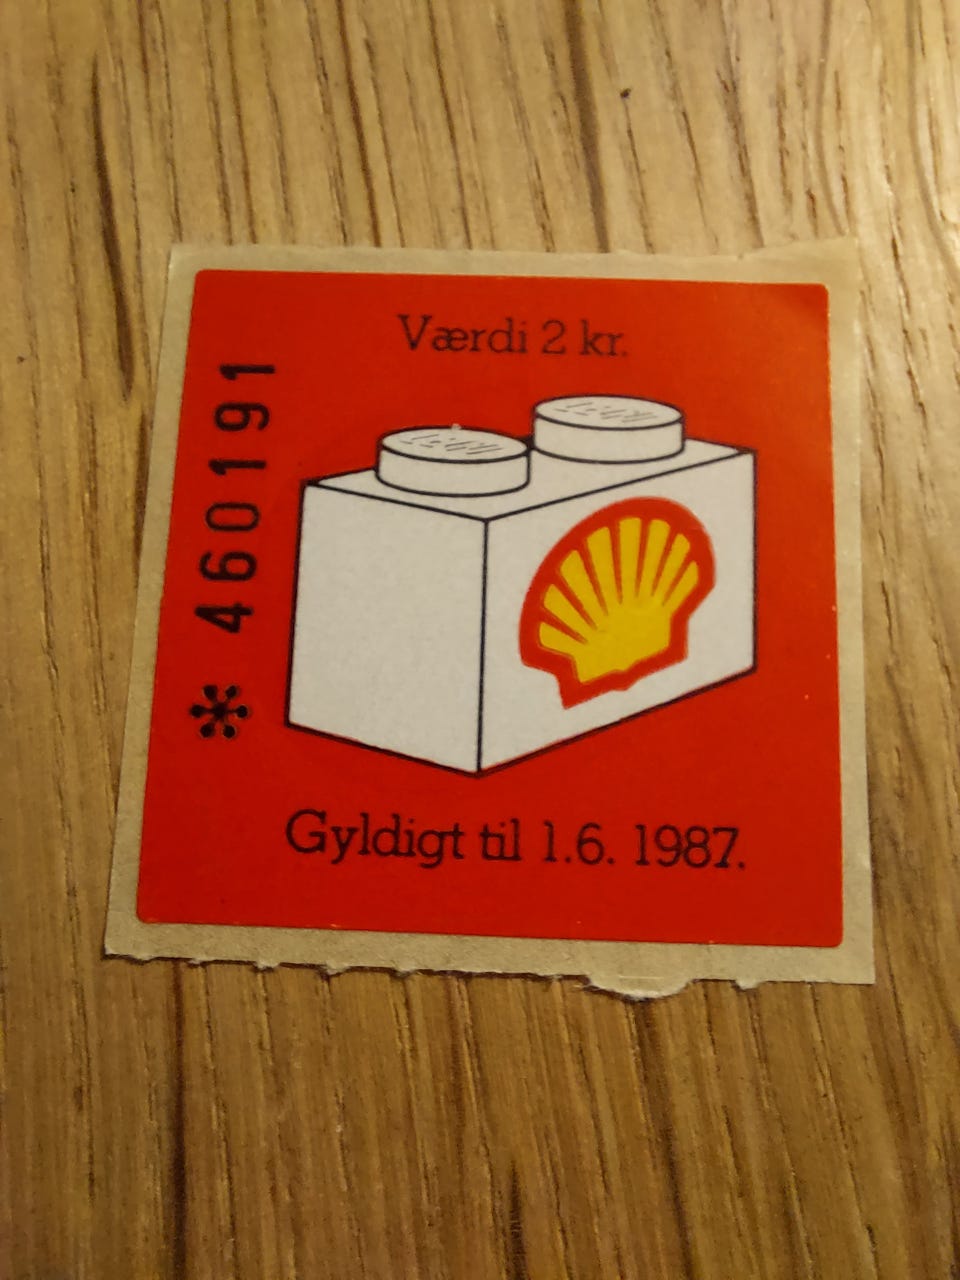 Værdi 2 kr.
* 460191
Gyldigt til 1.6. 1987.